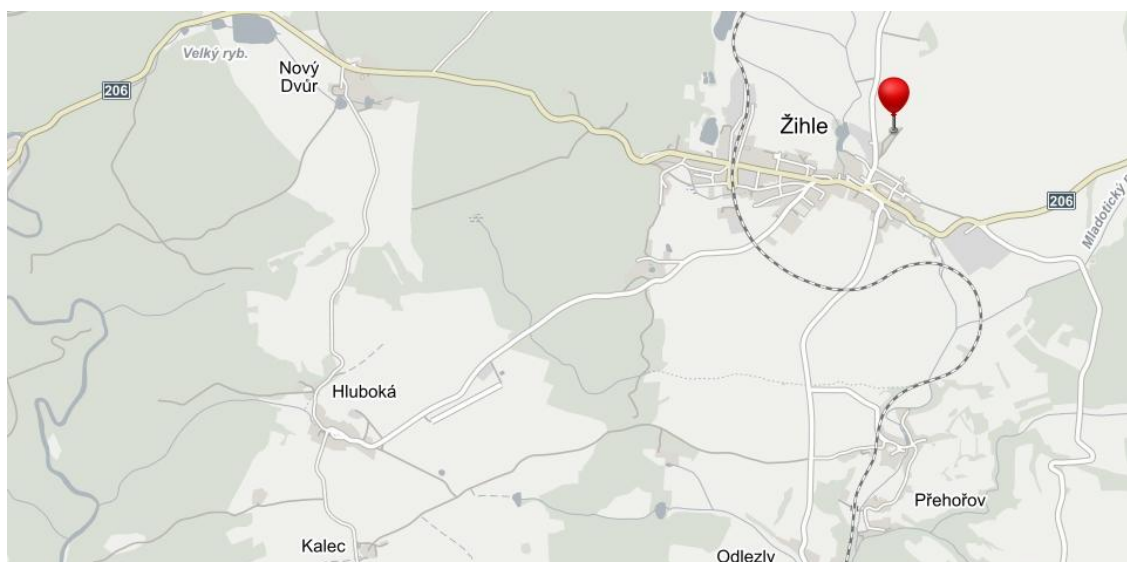 Velký ryb.
Nový
Dvůr
206
Žihle
206
Mladotický p
Hluboká
Přehořov
Kalec
Odlezly